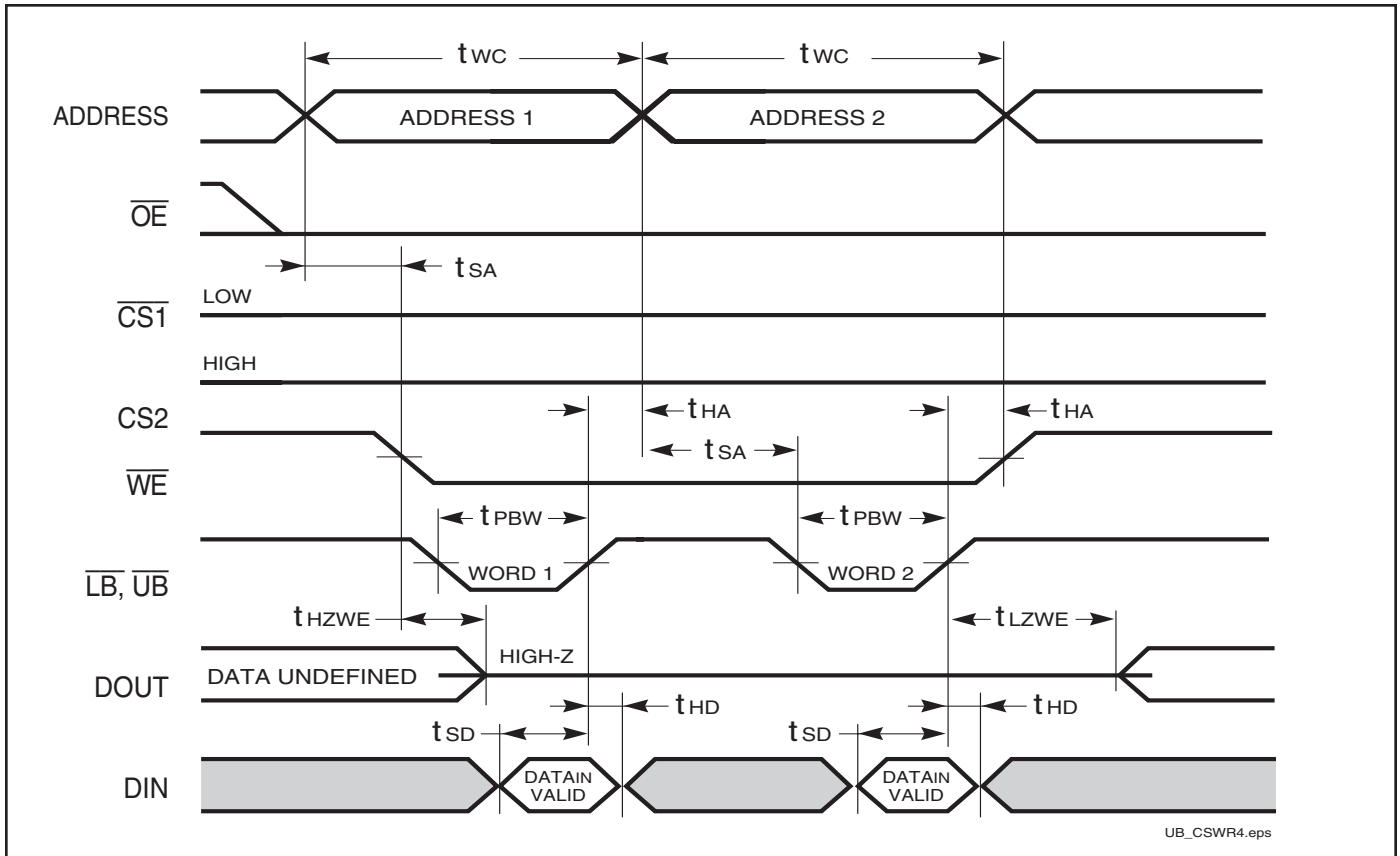 tWC tWC
ADDRESS ADDRESS 1 ADDRESS 2
OE
tSA
LOW
CS1
HIGH
CS2 tHA tHA
tSA
WE
tPBW tPBW
LB, UB WORD 1 WORD 2
tHZWE tLZWE
HIGH-Z
DOUT DATA UNDEFINED
tHD tHD
tSD tSD
DIN DATAIN VALID DATAIN VALID
UB_CSWR4.eps